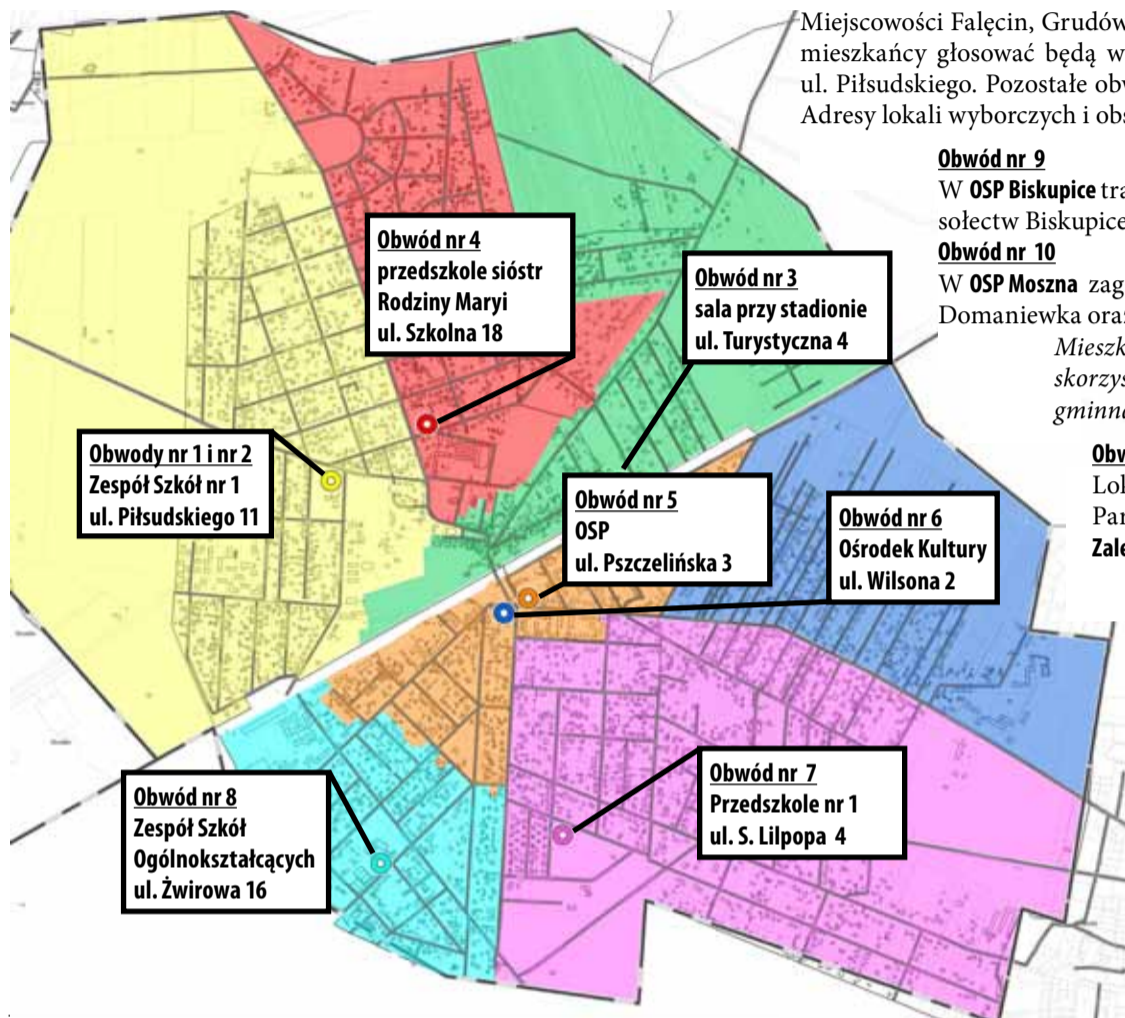 Miejscowości Falęcin, Grudów
mieszkańcy głosować będą w
ul. Piłsudskiego. Pozostałe obw
Adresy lokali wyborczych i obs
Obwód nr 9
W OSP Biskupice tra
sołectw Biskupice
Obwód nr 10
W OSP Moszna zag
Domaniewka oraz
Mieszk
skorzys
gminna
Obw
Lok
Par
Zale
Obwód nr 4
przedszkole sióstr
Rodziny Maryi
ul. Szkolna 18
Obwód nr 3
sala przy stadionie
ul. Turystyczna 4
Obwody nr 1 i nr 2
Zespół Szkół nr 1
ul. Piłsudskiego 11
Obwód nr 5
OSP
ul. Pszczelińska 3
Obwód nr 6
Ośrodek Kultury
ul. Wilsona 2
Obwód nr 7
Przedszkole nr 1
ul. S. Lilpopa 4
Obwód nr 8
Zespół Szkół
Ogólnokształcących
ul. Żwirowa 16